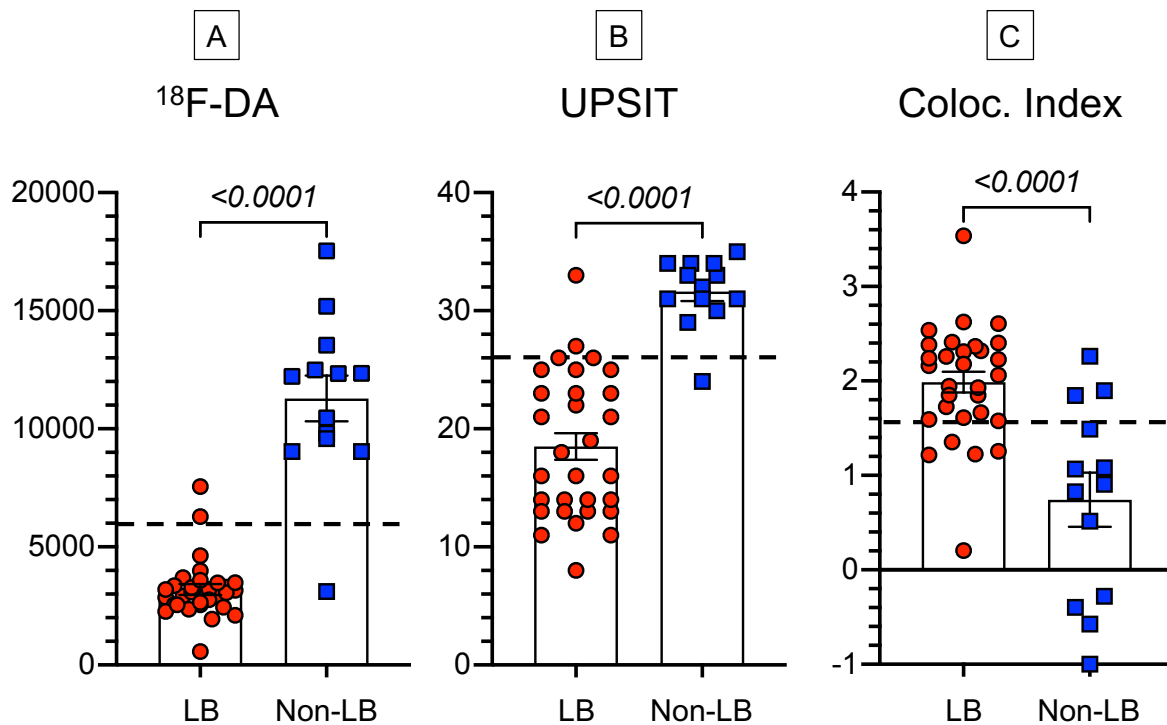 A
¹⁸F-DA
<0.0001
20000
15000
10000
5000
0
LB
Non-LB
B
UPSIT
<0.0001
40
30
20
10
0
LB
Non-LB
C
Coloc. Index
<0.0001
4
3
2
1
0
-1
LB
Non-LB